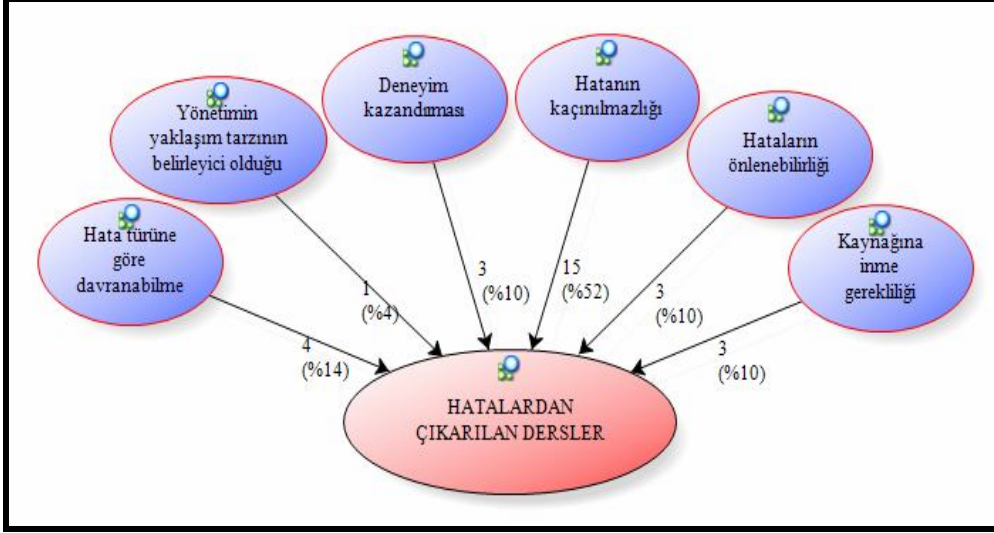 Hata türüne
göre
davranabilme
Yönetimin
yaklaşım tarzının
belirleyici olduğu
Deneyim
kazandırması
Hatanın
kaçınılmazlığı
Hataların
önlenebilirliği
Kaynağına
inme
gerekliliği
4
(%14)
1
(%4)
3
(%10)
15
(%52)
3
(%10)
3
(%10)
HATALARDAN
ÇIKARILAN DERSLER